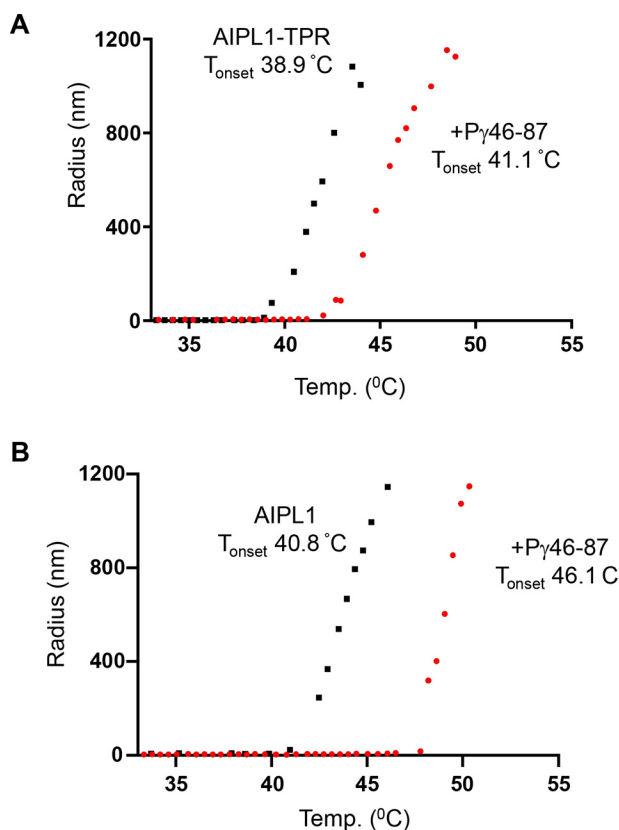 A
1200
800
400
0
Radius (nm)
AIPL1-TPR
Tonset 38.9 °C
+Pγ46-87
Tonset 41.1 °C
35 40 45 50 55
Temp. (⁰C)
B
1200
800
400
0
Radius (nm)
AIPL1
Tonset 40.8 °C
+Pγ46-87
Tonset 46.1 C
35 40 45 50 55
Temp. (⁰C)